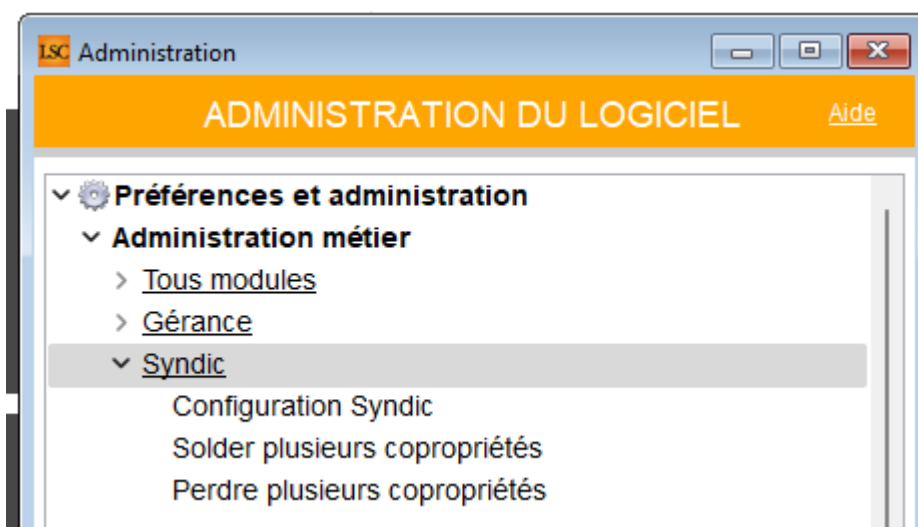 LSC Administration
ADMINISTRATION DU LOGICIEL Aide
Préférences et administration
Administration métier
Tous modules
Gérance
Syndic
Configuration Syndic
Solder plusieurs copropriétés
Perdre plusieurs copropriétés